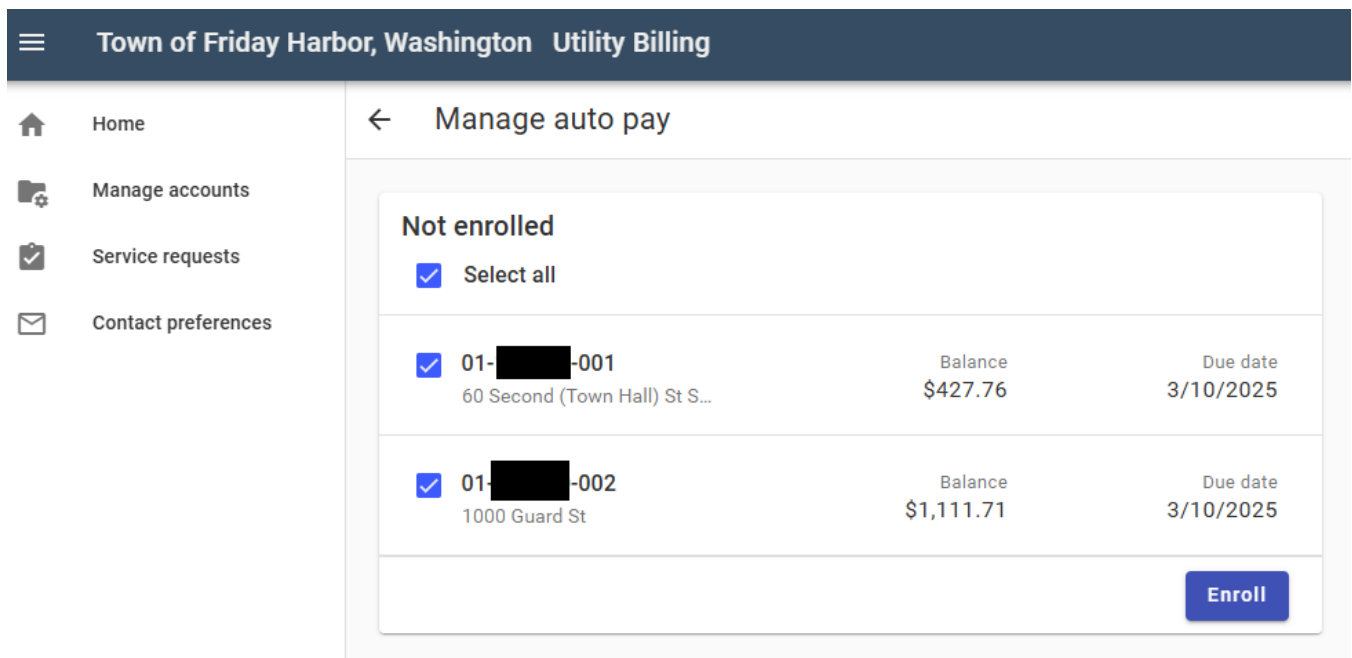 Town of Friday Harbor, Washington Utility Billing
Home
Manage accounts
Service requests
Contact preferences
Manage auto pay
Not enrolled
Select all
01- -001
60 Second (Town Hall) St S...
Balance
$427.76
Due date
3/10/2025
01- -002
1000 Guard St
Balance
$1,111.71
Due date
3/10/2025
Enroll